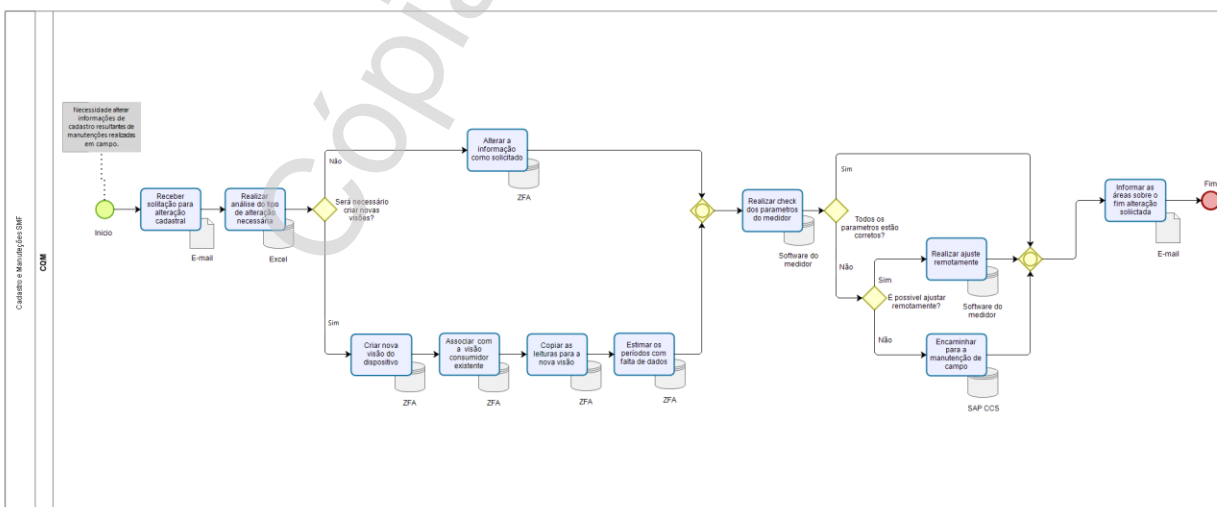 Cadastro e Manutenções SMF
CQM
Necessidade alterar
informações de
cadastro resultantes de
manutenções realizadas
em campo.
Inicio
Receber
solitação para
alteração
cadastral
E-mail
Realizar
análise do tipo
de alteração
necessária
Excel
Será necessário
criar novas
visões?
Não
Alterar a
informação
como solicitado
ZFA
Sim
Criar nova
visão do
dispositivo
ZFA
Associar com
a visão
consumidor
existente
ZFA
Copiar as
leituras para a
nova visão
ZFA
Estimar os
períodos com
falta de dados
ZFA
Realizar check
dos parametros
do medidor
Software do
medidor
Todos os
parametros estão
corretos?
Sim
Não
É possivel ajustar
remotamente?
Sim
Realizar ajuste
remotamente
Software do
medidor
Não
Encaminhar
para a
manutenção de
campo
SAP CCS
Informar as
áreas sobre o
fim alteração
E-mail
Fim
Cópia